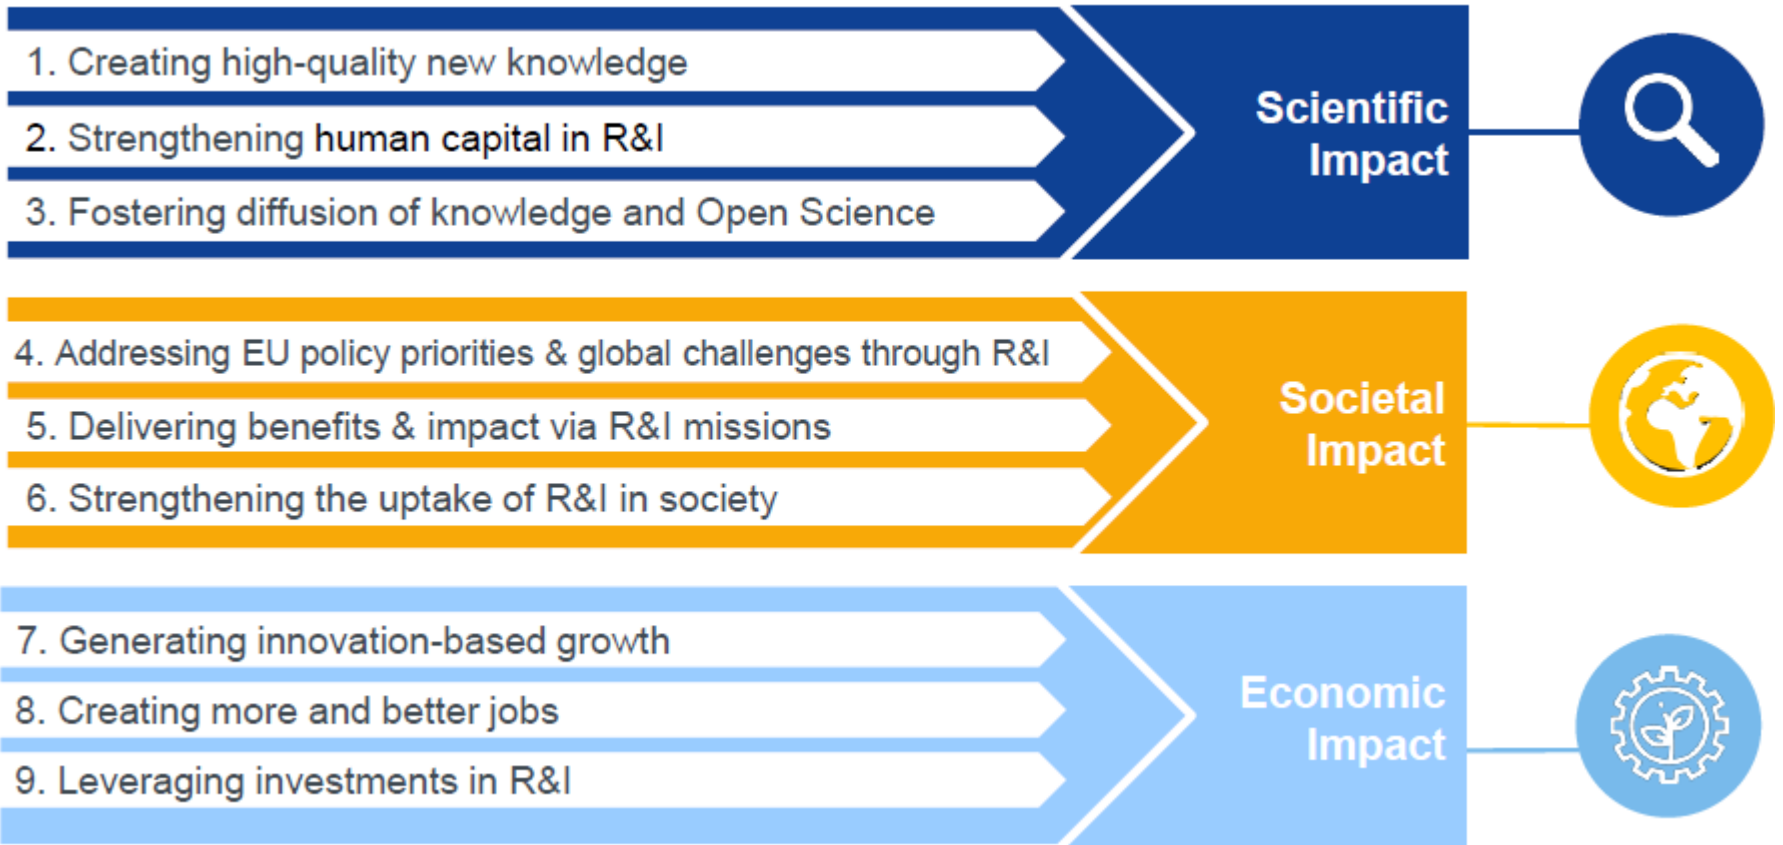 1. Creating high-quality new knowledge
2. Strengthening human capital in R&I
3. Fostering diffusion of knowledge and Open Science
Scientific
Impact
4. Addressing EU policy priorities & global challenges through R&I
5. Delivering benefits & impact via R&I missions
6. Strengthening the uptake of R&I in society
Societal
Impact
7. Generating innovation-based growth
8. Creating more and better jobs
9. Leveraging investments in R&I
Economic
Impact